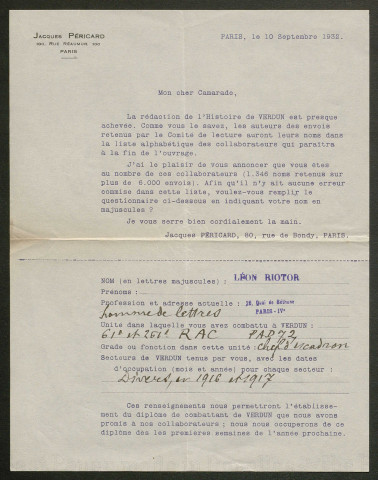 JACQUES PÉRICARD
100, RUE RÉAUMUR, 100
PARIS
PARIS, le 10 Septembre 1932.
Mon cher Camarade,
La rédaction de l'Histoire de VERDUN est presque
achevée. Comme vous le savez, les auteurs des envois
retenus par le Comité de lecture auront leurs noms dans
la liste alphabétique des collaborateurs qui paraîtra
à la fin de l'ouvrage.
J'ai le plaisir de vous annoncer que vous êtes
au nombre de ces collaborateurs (1.346 noms retenus sur
plus de 6.000 envois). Afin qu'il n'y ait aucune erreur
commise dans cette liste, voulez-vous remplir le
questionnaire ci-dessous en indiquant votre nom en
majuscules ?
Je vous serre bien cordialement la main.
Jacques PÉRICARD, 60, rue de Bondy, PARIS.
NOM (en lettres majuscules) : LÉON RIOTOR
Prénoms :
Profession et adresse actuelle : 28, Quai de Béthune
PARIS-IVe
homme de lettres
Unité dans laquelle vous avez combattu à VERDUN :
61e et 261e RAC PAD 72
Grade ou fonction dans cette unité : chef d'escadron
Secteurs de VERDUN tenus par vous, avec les dates
d'occupation (mois et année) pour chaque secteur :
Divers, en 1916 et 1917
Ces renseignements nous permettront l'établisse-
ment du diplôme de combattant de VERDUN que nous avons
promis à nos collaborateurs ; nous nous occuperons de ce
diplôme dès les premières semaines de l'année prochaine.